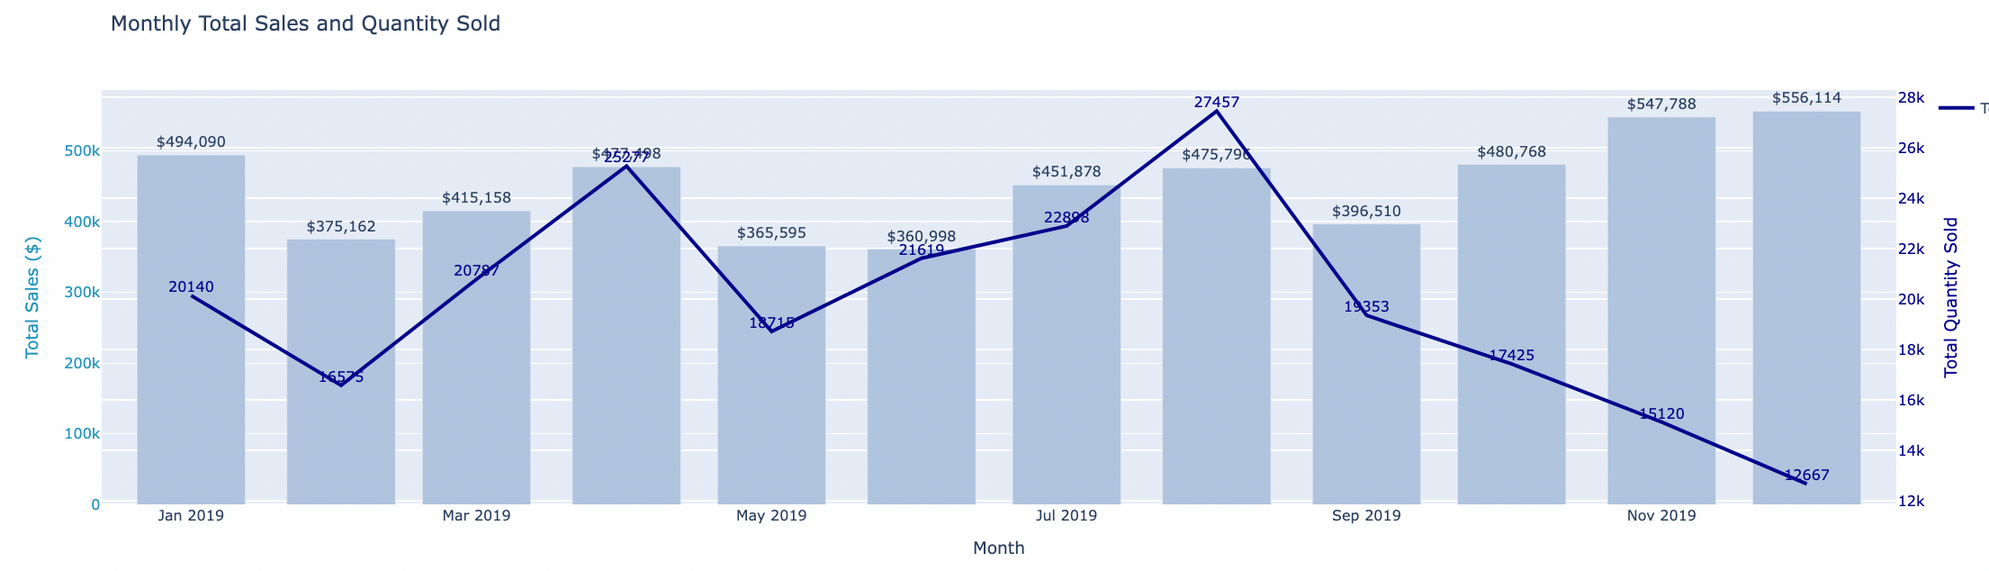 Monthly Total Sales and Quantity Sold
Total Sales ($)
500k
400k
300k
200k
100k
0
$494,090
$375,162
$415,158
$477,498
$365,595
$360,998
$451,878
$475,796
$396,510
$480,768
$547,788
$556,114
20140
16575
20787
25277
18715
21619
22898
27457
19353
17425
15120
12667
28k
26k
24k
22k
20k
18k
16k
14k
12k
Total Quantity Sold
Jan 2019
Mar 2019
May 2019
Jul 2019
Sep 2019
Nov 2019
Month